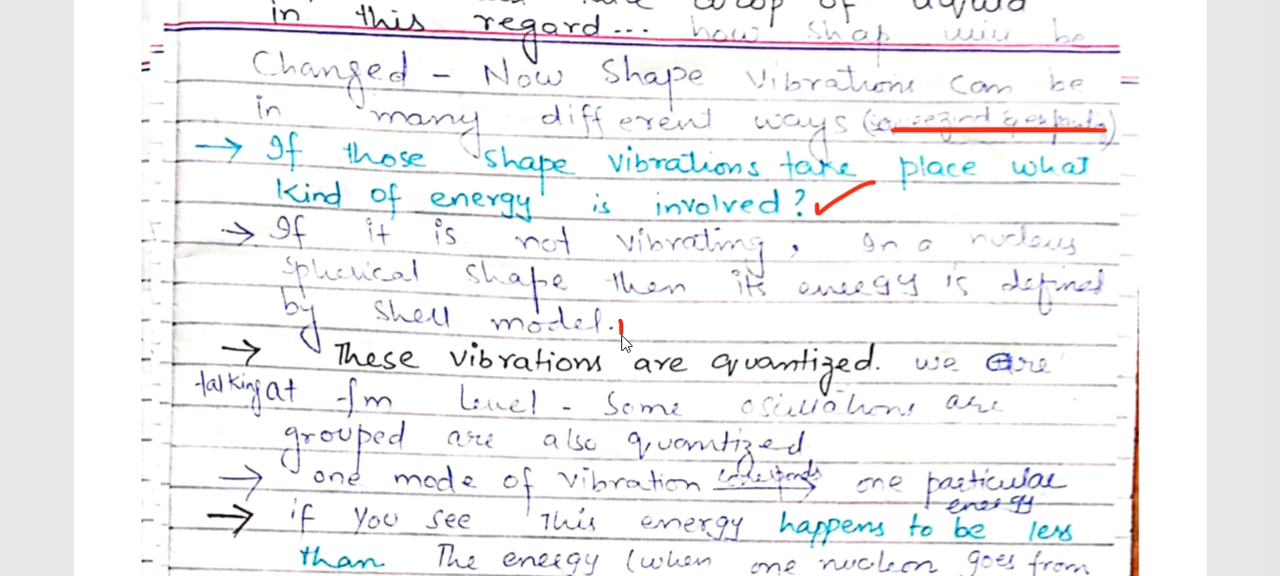 in this regard... how shap will be
Changed - Now shape vibrations can be
in many different ways
→ If those shape vibrations take place what
kind of energy is involved?
→ If it is not vibrating, In a nucleus
spherical shape then its energy is defined
by shell model.
→ These vibrations are quantized. we are
talking at fm level - Some oscillations are
grouped are also quantized
→ one mode of vibration corresponds one particular
energy
→ if you see This energy happens to be less
than The energy (when one nucleon goes from